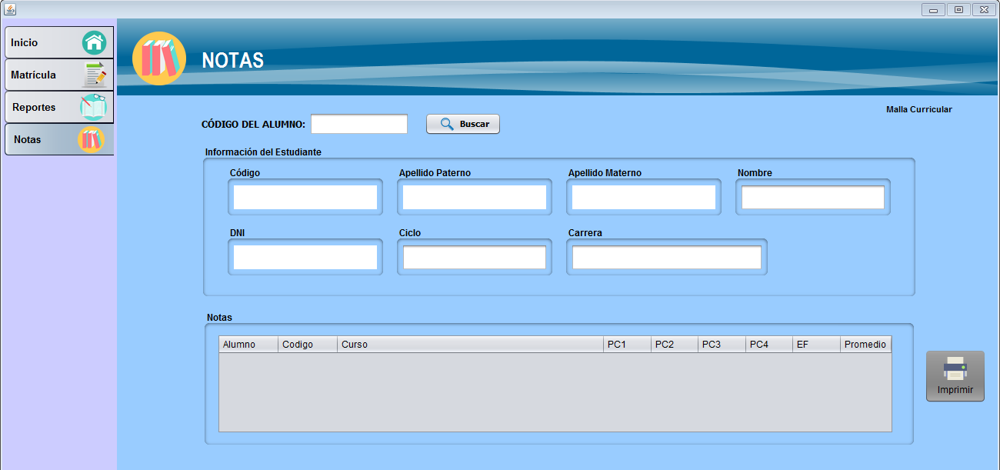 Inicio
Matrícula
Reportes
Notas
NOTAS
Malla Curricular
CÓDIGO DEL ALUMNO:
Buscar
Información del Estudiante
Código Apellido Paterno Apellido Materno Nombre
DNI Ciclo Carrera
Notas
Alumno Codigo Curso PC1 PC2 PC3 PC4 EF Promedio
Imprimir